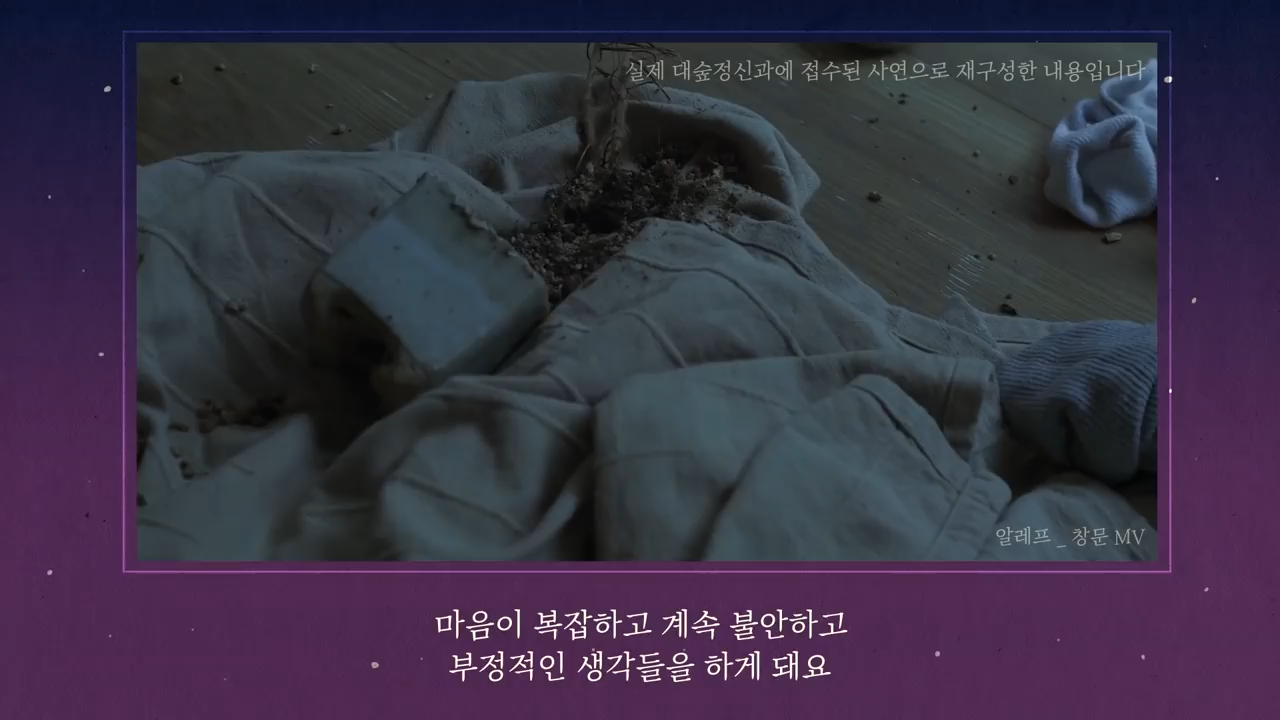 실제 대숲정신과에 접수된 사연으로 재구성한 내용입니다
알레프 _ 창문 MV
마음이 복잡하고 계속 불안하고
부정적인 생각들을 하게 돼요